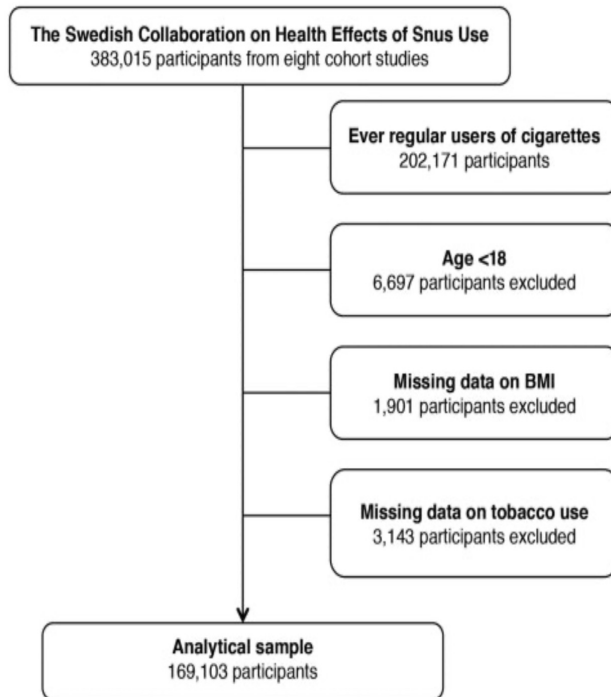 The Swedish Collaboration on Health Effects of Snus Use
383,015 participants from eight cohort studies
Ever regular users of cigarettes
202,171 participants
Age <18
6,697 participants excluded
Missing data on BMI
1,901 participants excluded
Missing data on tobacco use
3,143 participants excluded
Analytical sample
169,103 participants